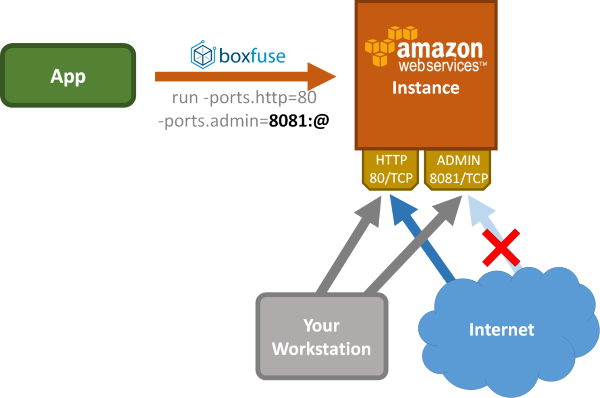 App
boxfuse
run -ports.http=80
-ports.admin=8081:@
amazon
webservices™
Instance
HTTP
80/TCP
ADMIN
8081/TCP
Your
Workstation
Internet